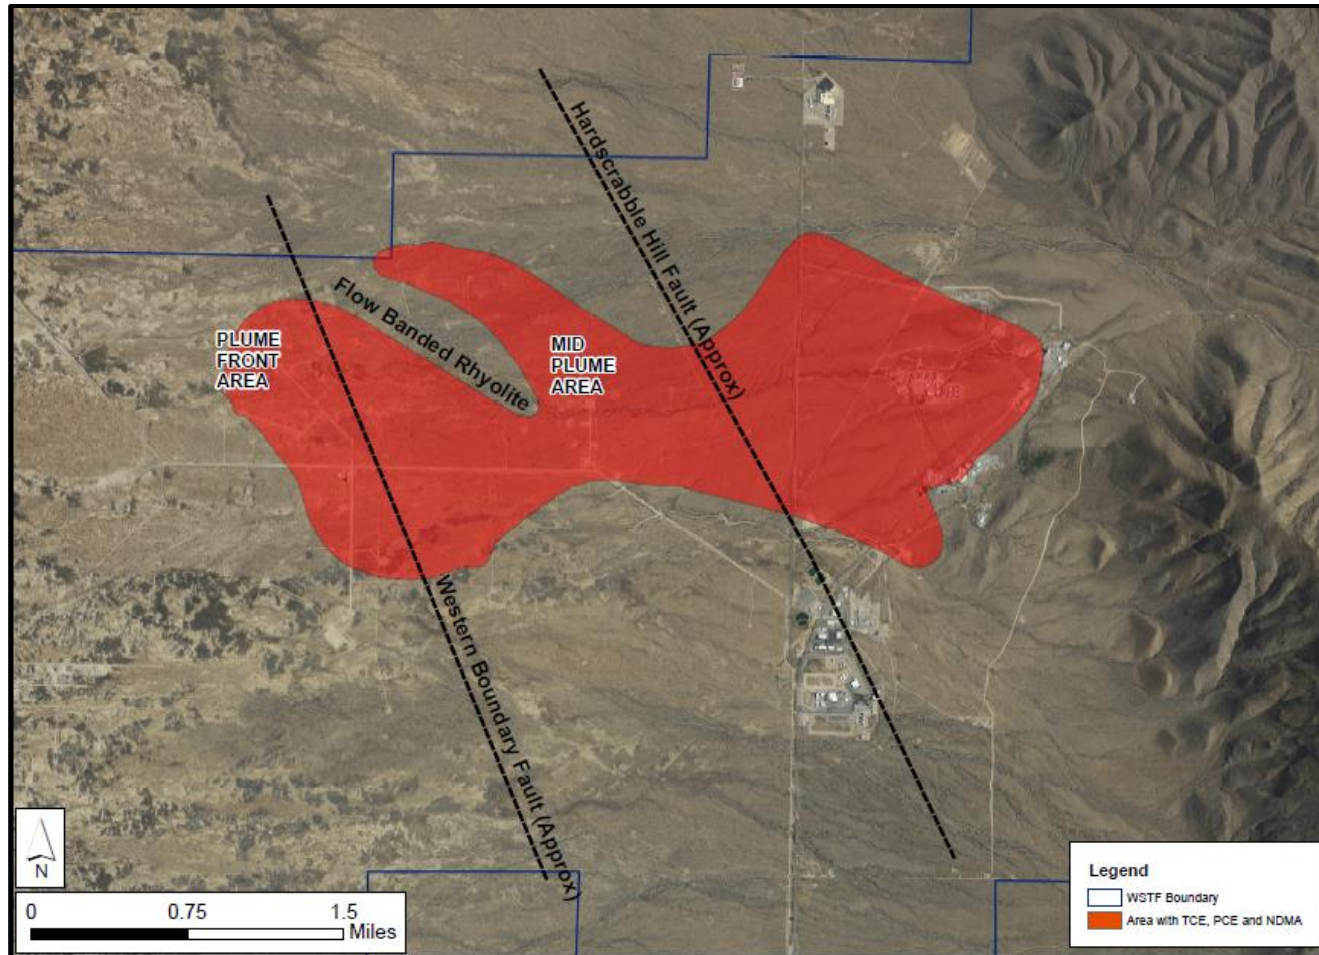 Hardscrabble Hill Fault (Approx)
Flow Banded Rhyolite
PLUME
FRONT
AREA
MID
PLUME
AREA
Western Boundary Fault (Approx)
N
0 0.75 1.5
Miles
Legend
WSTF Boundary
Area with TCE, PCE and NDMA